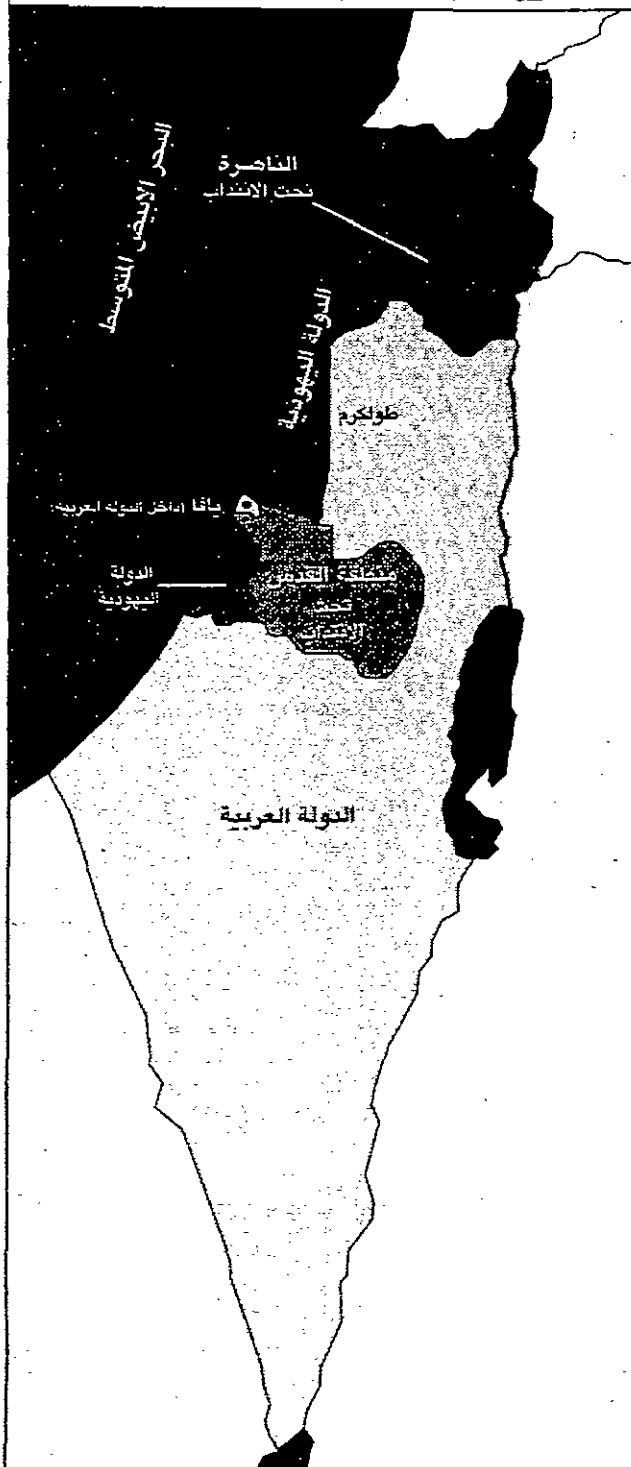 البحر الابيض المتوسط
الناصرة
تحت الانتداب
الدولة اليهودية
طولكرم
يافا (داخل الدولة العربية)
الدولة
اليهودية
منطقة القدس
تحت
الانتداب
الدولة العربية